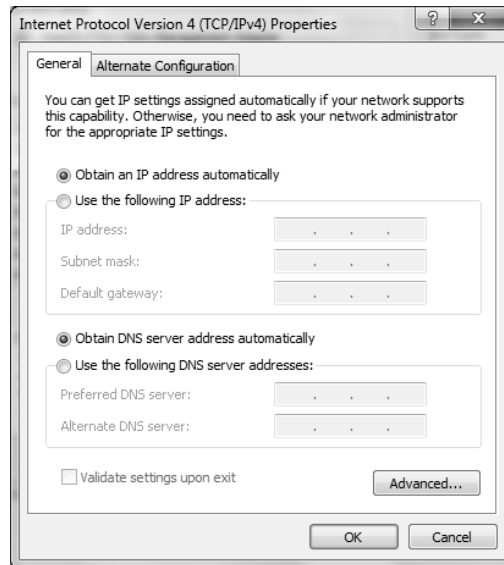 Internet Protocol Version 4 (TCP/IPv4) Properties
General
Alternate Configuration
You can get IP settings assigned automatically if your network supports
this capability. Otherwise, you need to ask your network administrator
for the appropriate IP settings.
Obtain an IP address automatically
Use the following IP address:
IP address:
Subnet mask:
Default gateway:
Obtain DNS server address automatically
Use the following DNS server addresses:
Preferred DNS server:
Alternate DNS server:
Validate settings upon exit
Advanced...
OK
Cancel